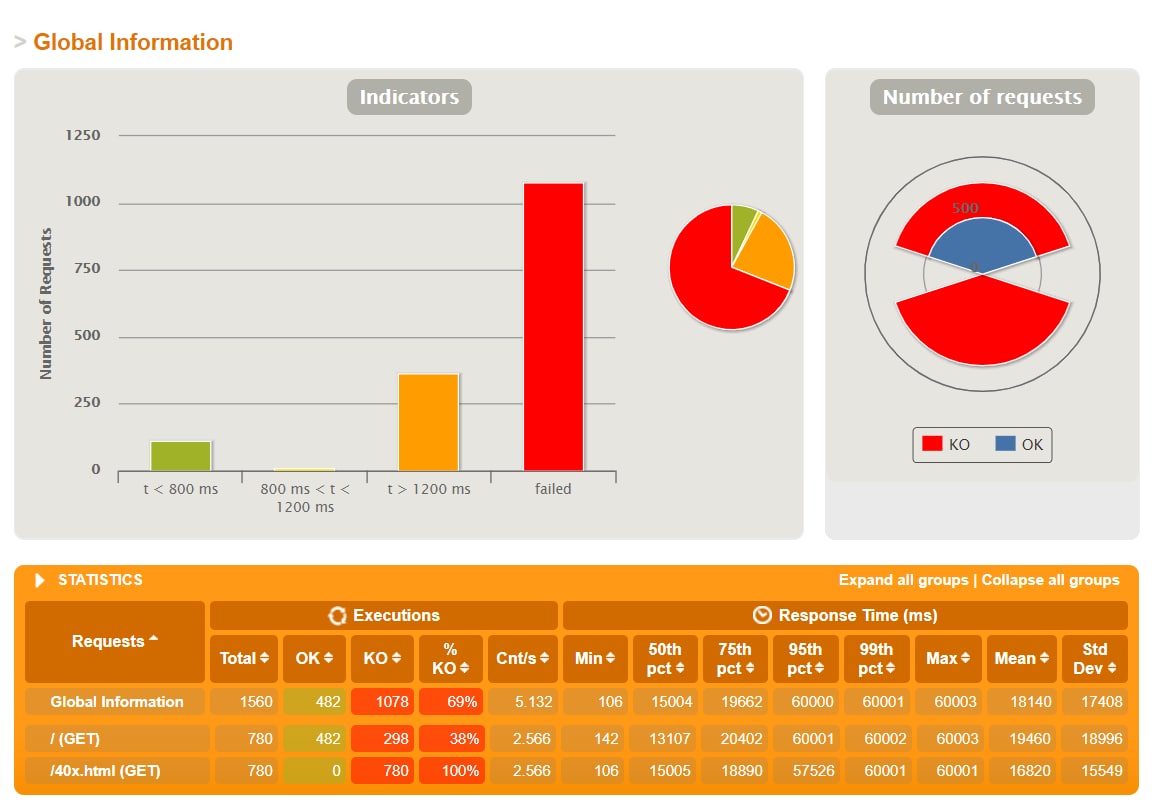 > Global Information
Indicators
Number of Requests
1250
1000
750
500
250
0
t < 800 ms
800 ms < t <
1200 ms
t > 1200 ms
failed
Number of requests
500
0
KO OK
STATISTICS
Expand all groups | Collapse all groups
Requests
Executions
Response Time (ms)
Total OK KO % KO Cnt/s Min 50th pct 75th pct 95th pct 99th pct Max Mean Std Dev
Global Information 1560 482 1078 69% 5.132 106 15004 19662 60000 60001 60003 18140 17408
/ (GET) 780 482 298 38% 2.566 142 13107 20402 60001 60002 60003 19460 18996
/40x.html (GET) 780 0 780 100% 2.566 106 15005 18890 57526 60001 60001 16820 15549